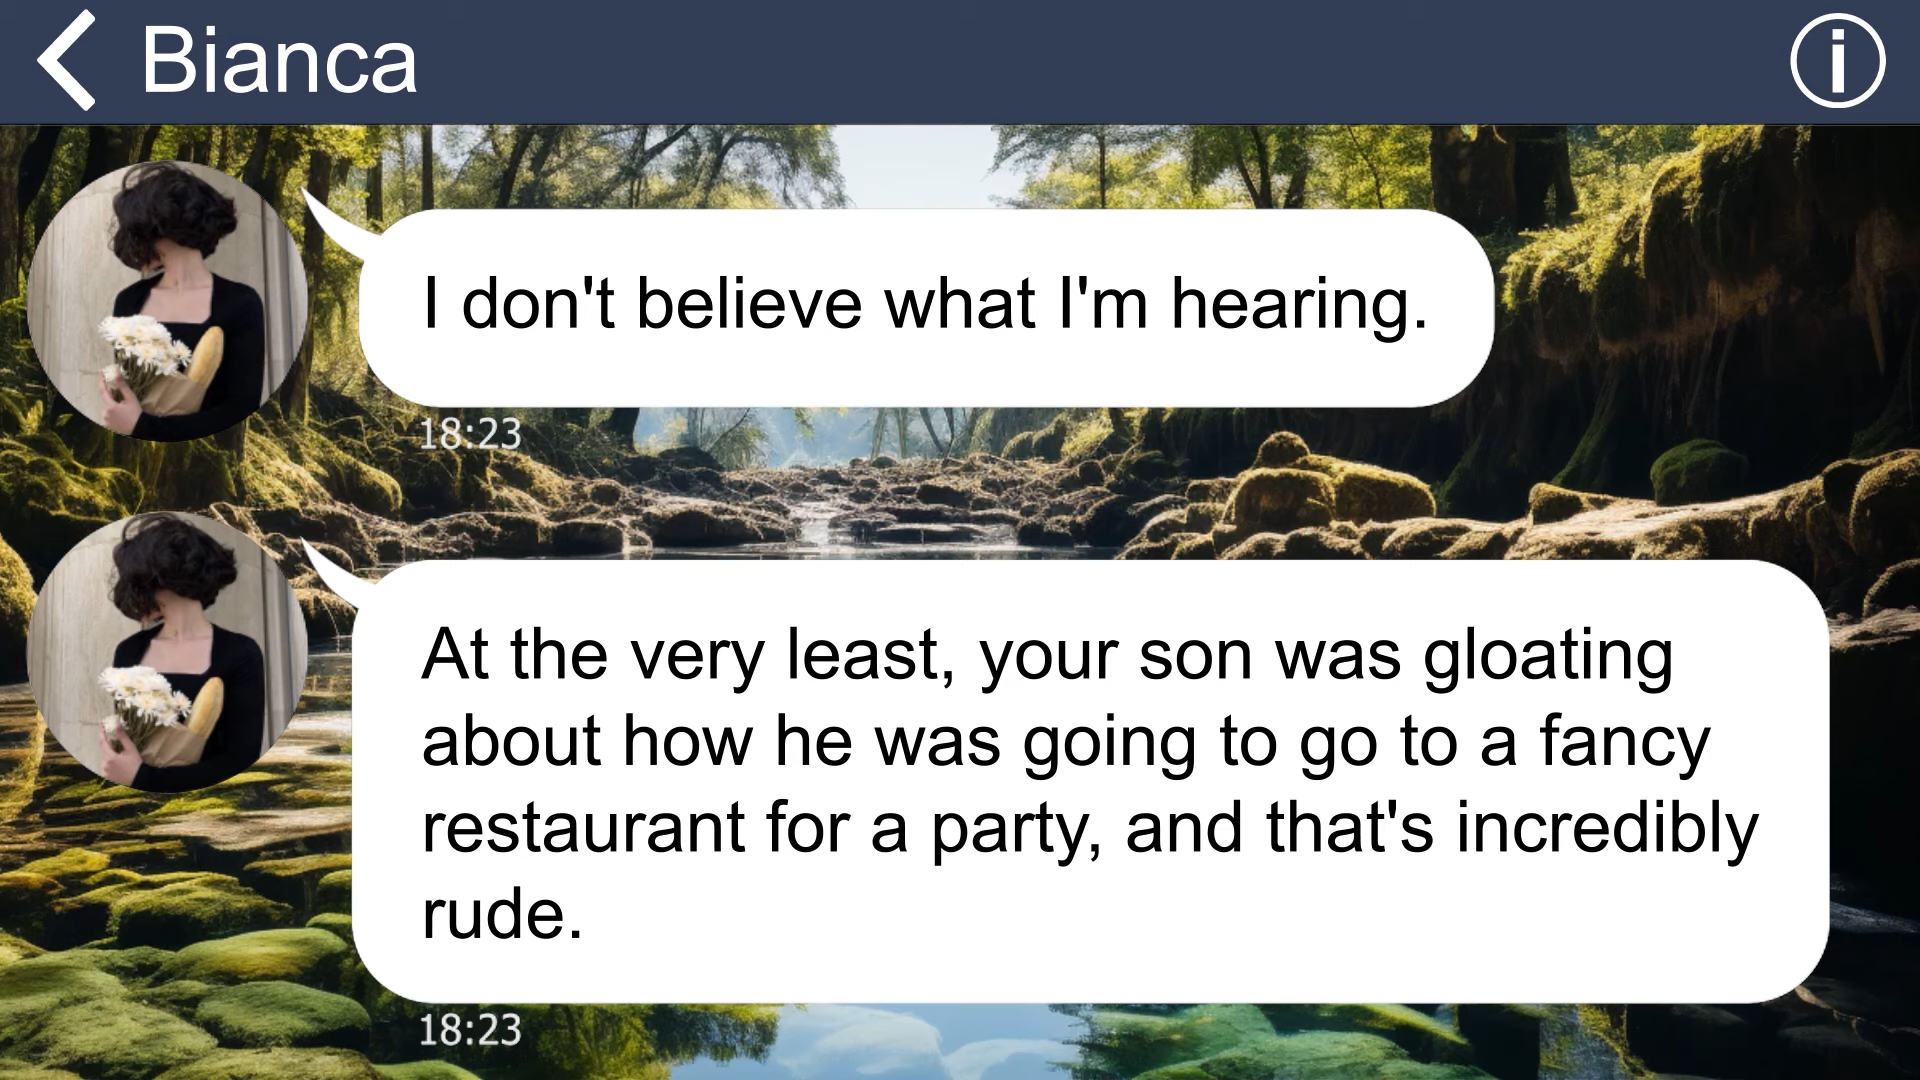 Bianca
I don't believe what I'm hearing.
18:23
At the very least, your son was gloating
about how he was going to go to a fancy
restaurant for a party, and that's incredibly
rude.
18:23